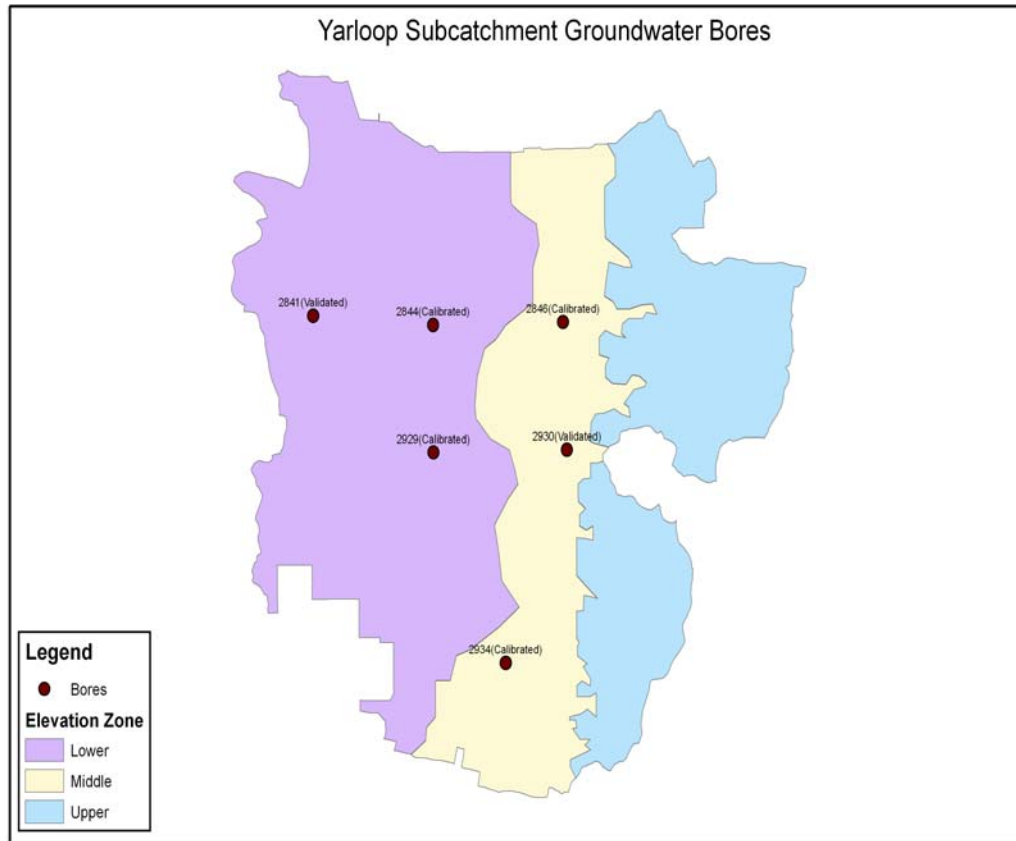 Yarloop Subcatchment Groundwater Bores
2841(Validated)
2844(Calibrated)
2846(Calibrated)
2929(Calibrated)
2930(Validated)
2934(Calibrated)
Legend
Bores
Elevation Zone
Lower
Middle
Upper